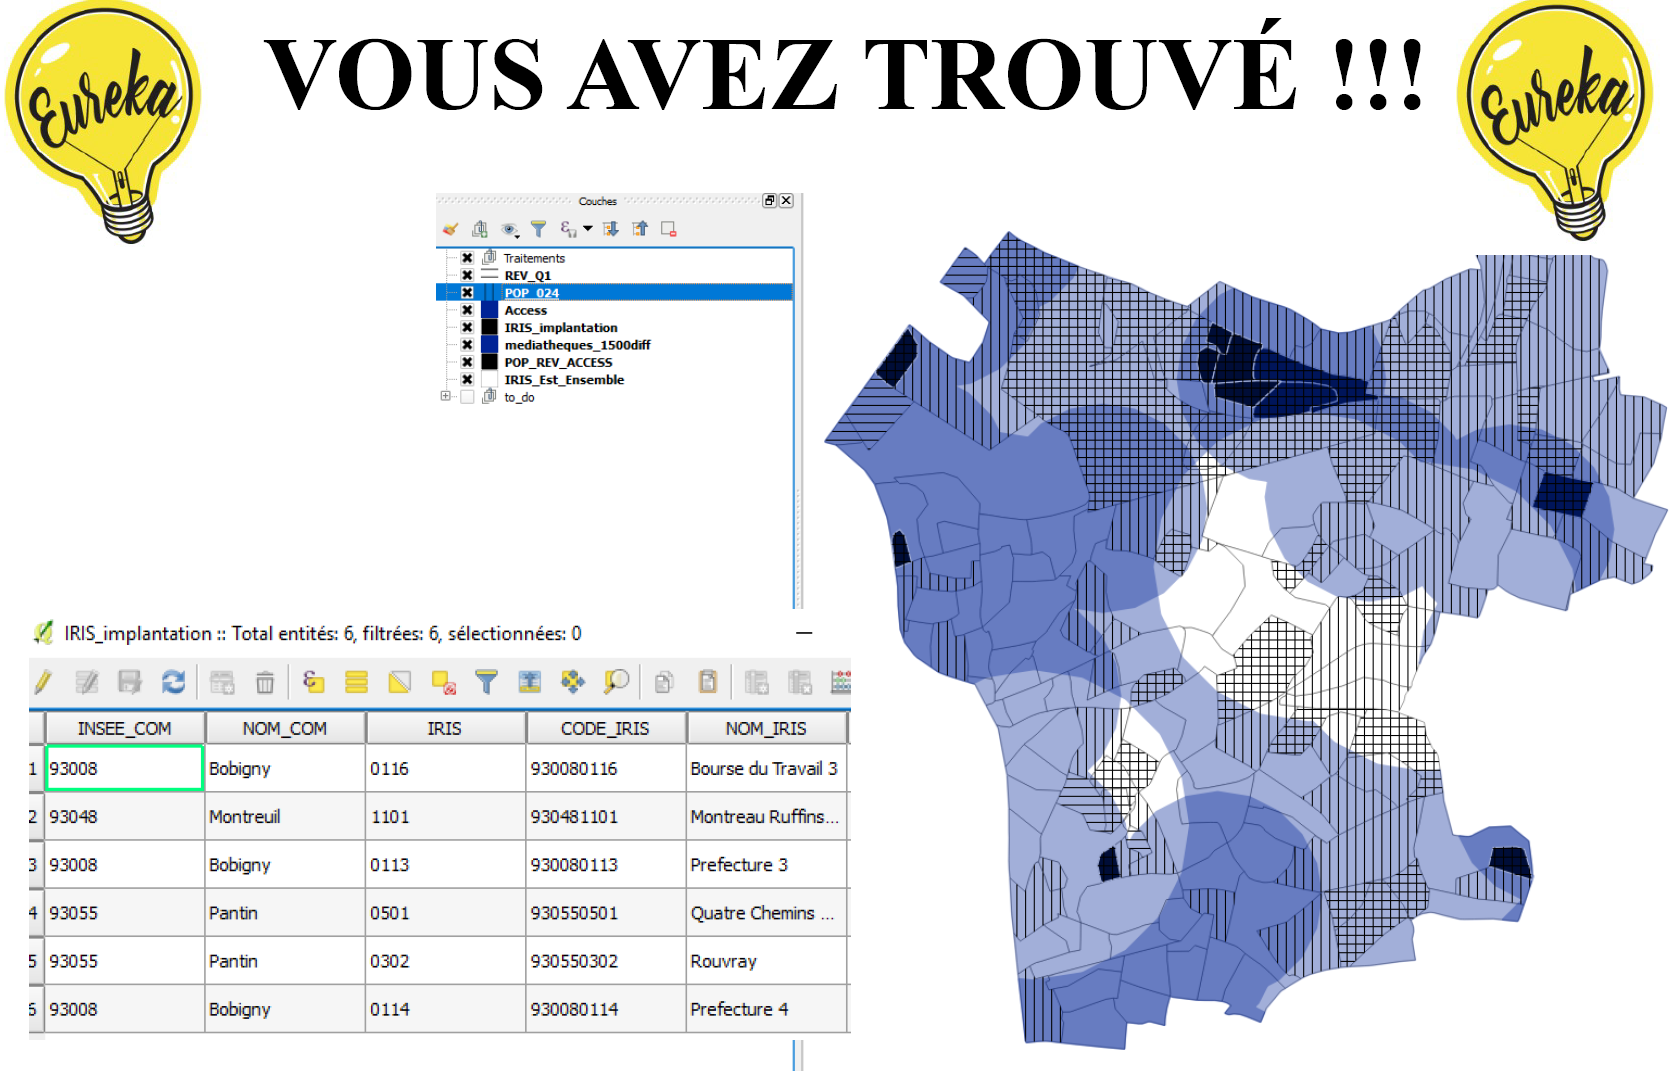 Eureka
VOUS AVEZ TROUVÉ !!!
Eureka
Couches
Traitements
REV_Q1
POP_024
Access
IRIS_implantation
mediatheques_1500diff
POP_REV_ACCESS
IRIS_Est_Ensemble
to_do
IRIS_implantation :: Total entités: 6, filtrées: 6, sélectionnées: 0
INSEE_COM NOM_COM IRIS CODE_IRIS NOM_IRIS
1 93008 Bobigny 0116 930080116 Bourse du Travail 3
2 93048 Montreuil 1101 930481101 Montreau Ruffins...
3 93008 Bobigny 0113 930080113 Prefecture 3
4 93055 Pantin 0501 930550501 Quatre Chemins ...
5 93055 Pantin 0302 930550302 Rouvray
6 93008 Bobigny 0114 930080114 Prefecture 4